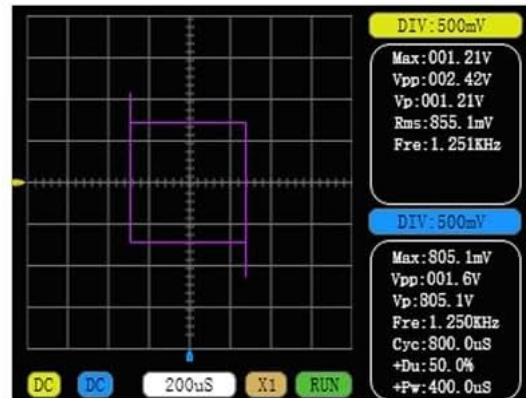 DIV:500mV
Max:001.21V
Vpp:002.42V
Vp:001.21V
Rms:855.1mV
Fre:1.251KHz
DIV:500mV
Max:805.1mV
Vpp:001.6V
Vp:805.1V
Fre:1.250KHz
Cyc:800.0uS
+Du:50.0%
+Pw:400.0uS
DC DC 200uS X1 RUN